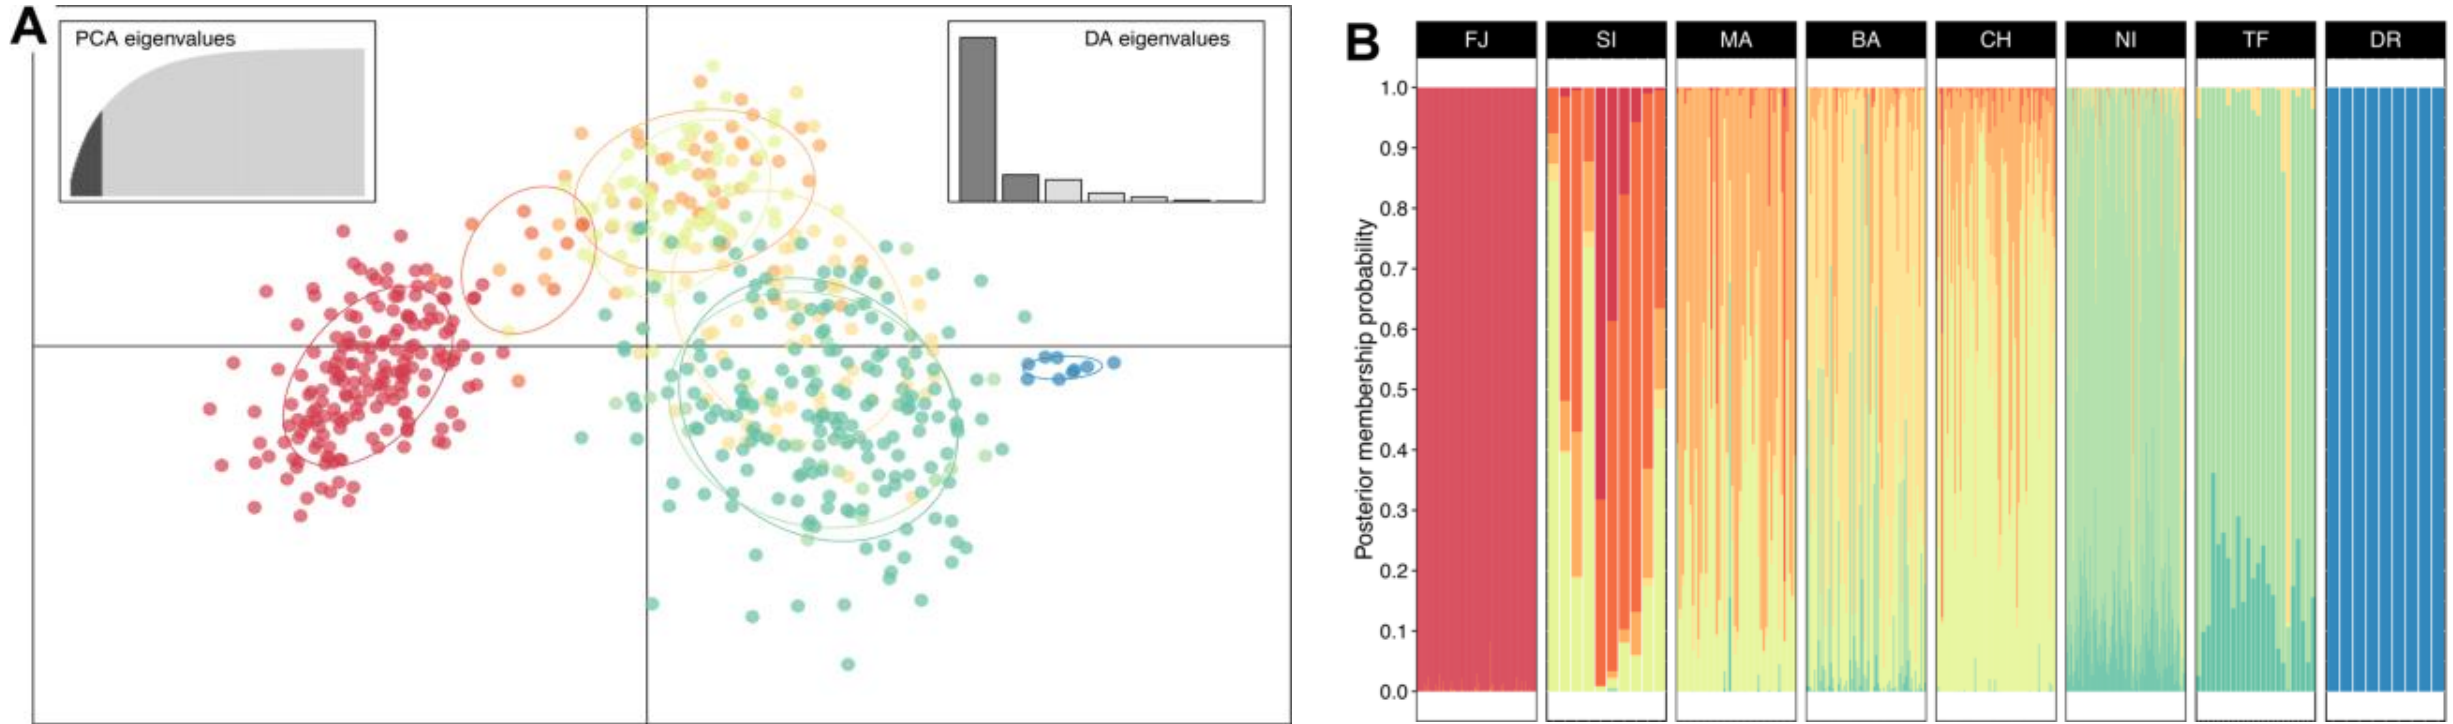 A
PCA eigenvalues
DA eigenvalues
B
FJ SI MA BA CH NI TF DR
Posterior membership probability
1.0
0.9
0.8
0.7
0.6
0.5
0.4
0.3
0.2
0.1
0.0